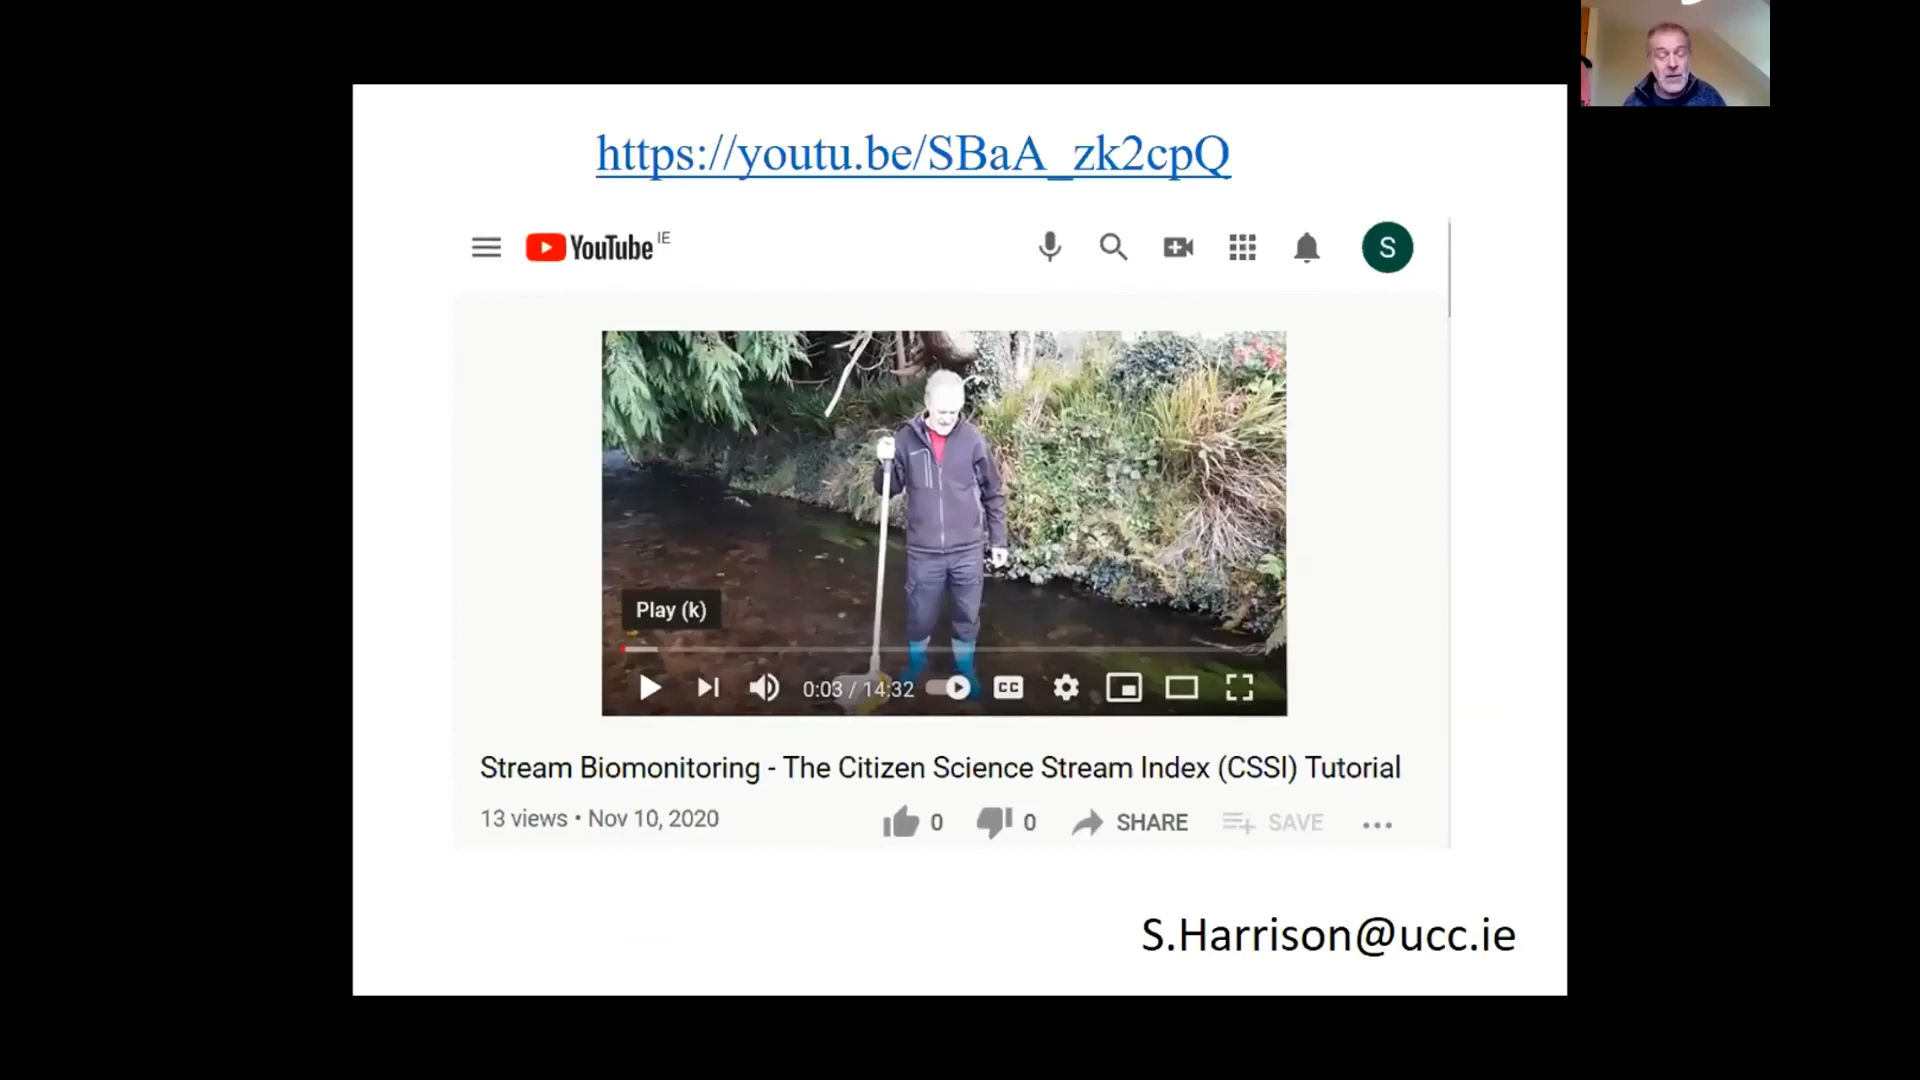 https://youtu.be/SBaA_zk2cpQ
YouTube IE
S
Play (k)
0:03 / 14:32
CC
Stream Biomonitoring - The Citizen Science Stream Index (CSSI) Tutorial
13 views • Nov 10, 2020 0 0 SHARE SAVE
S.Harrison@ucc.ie